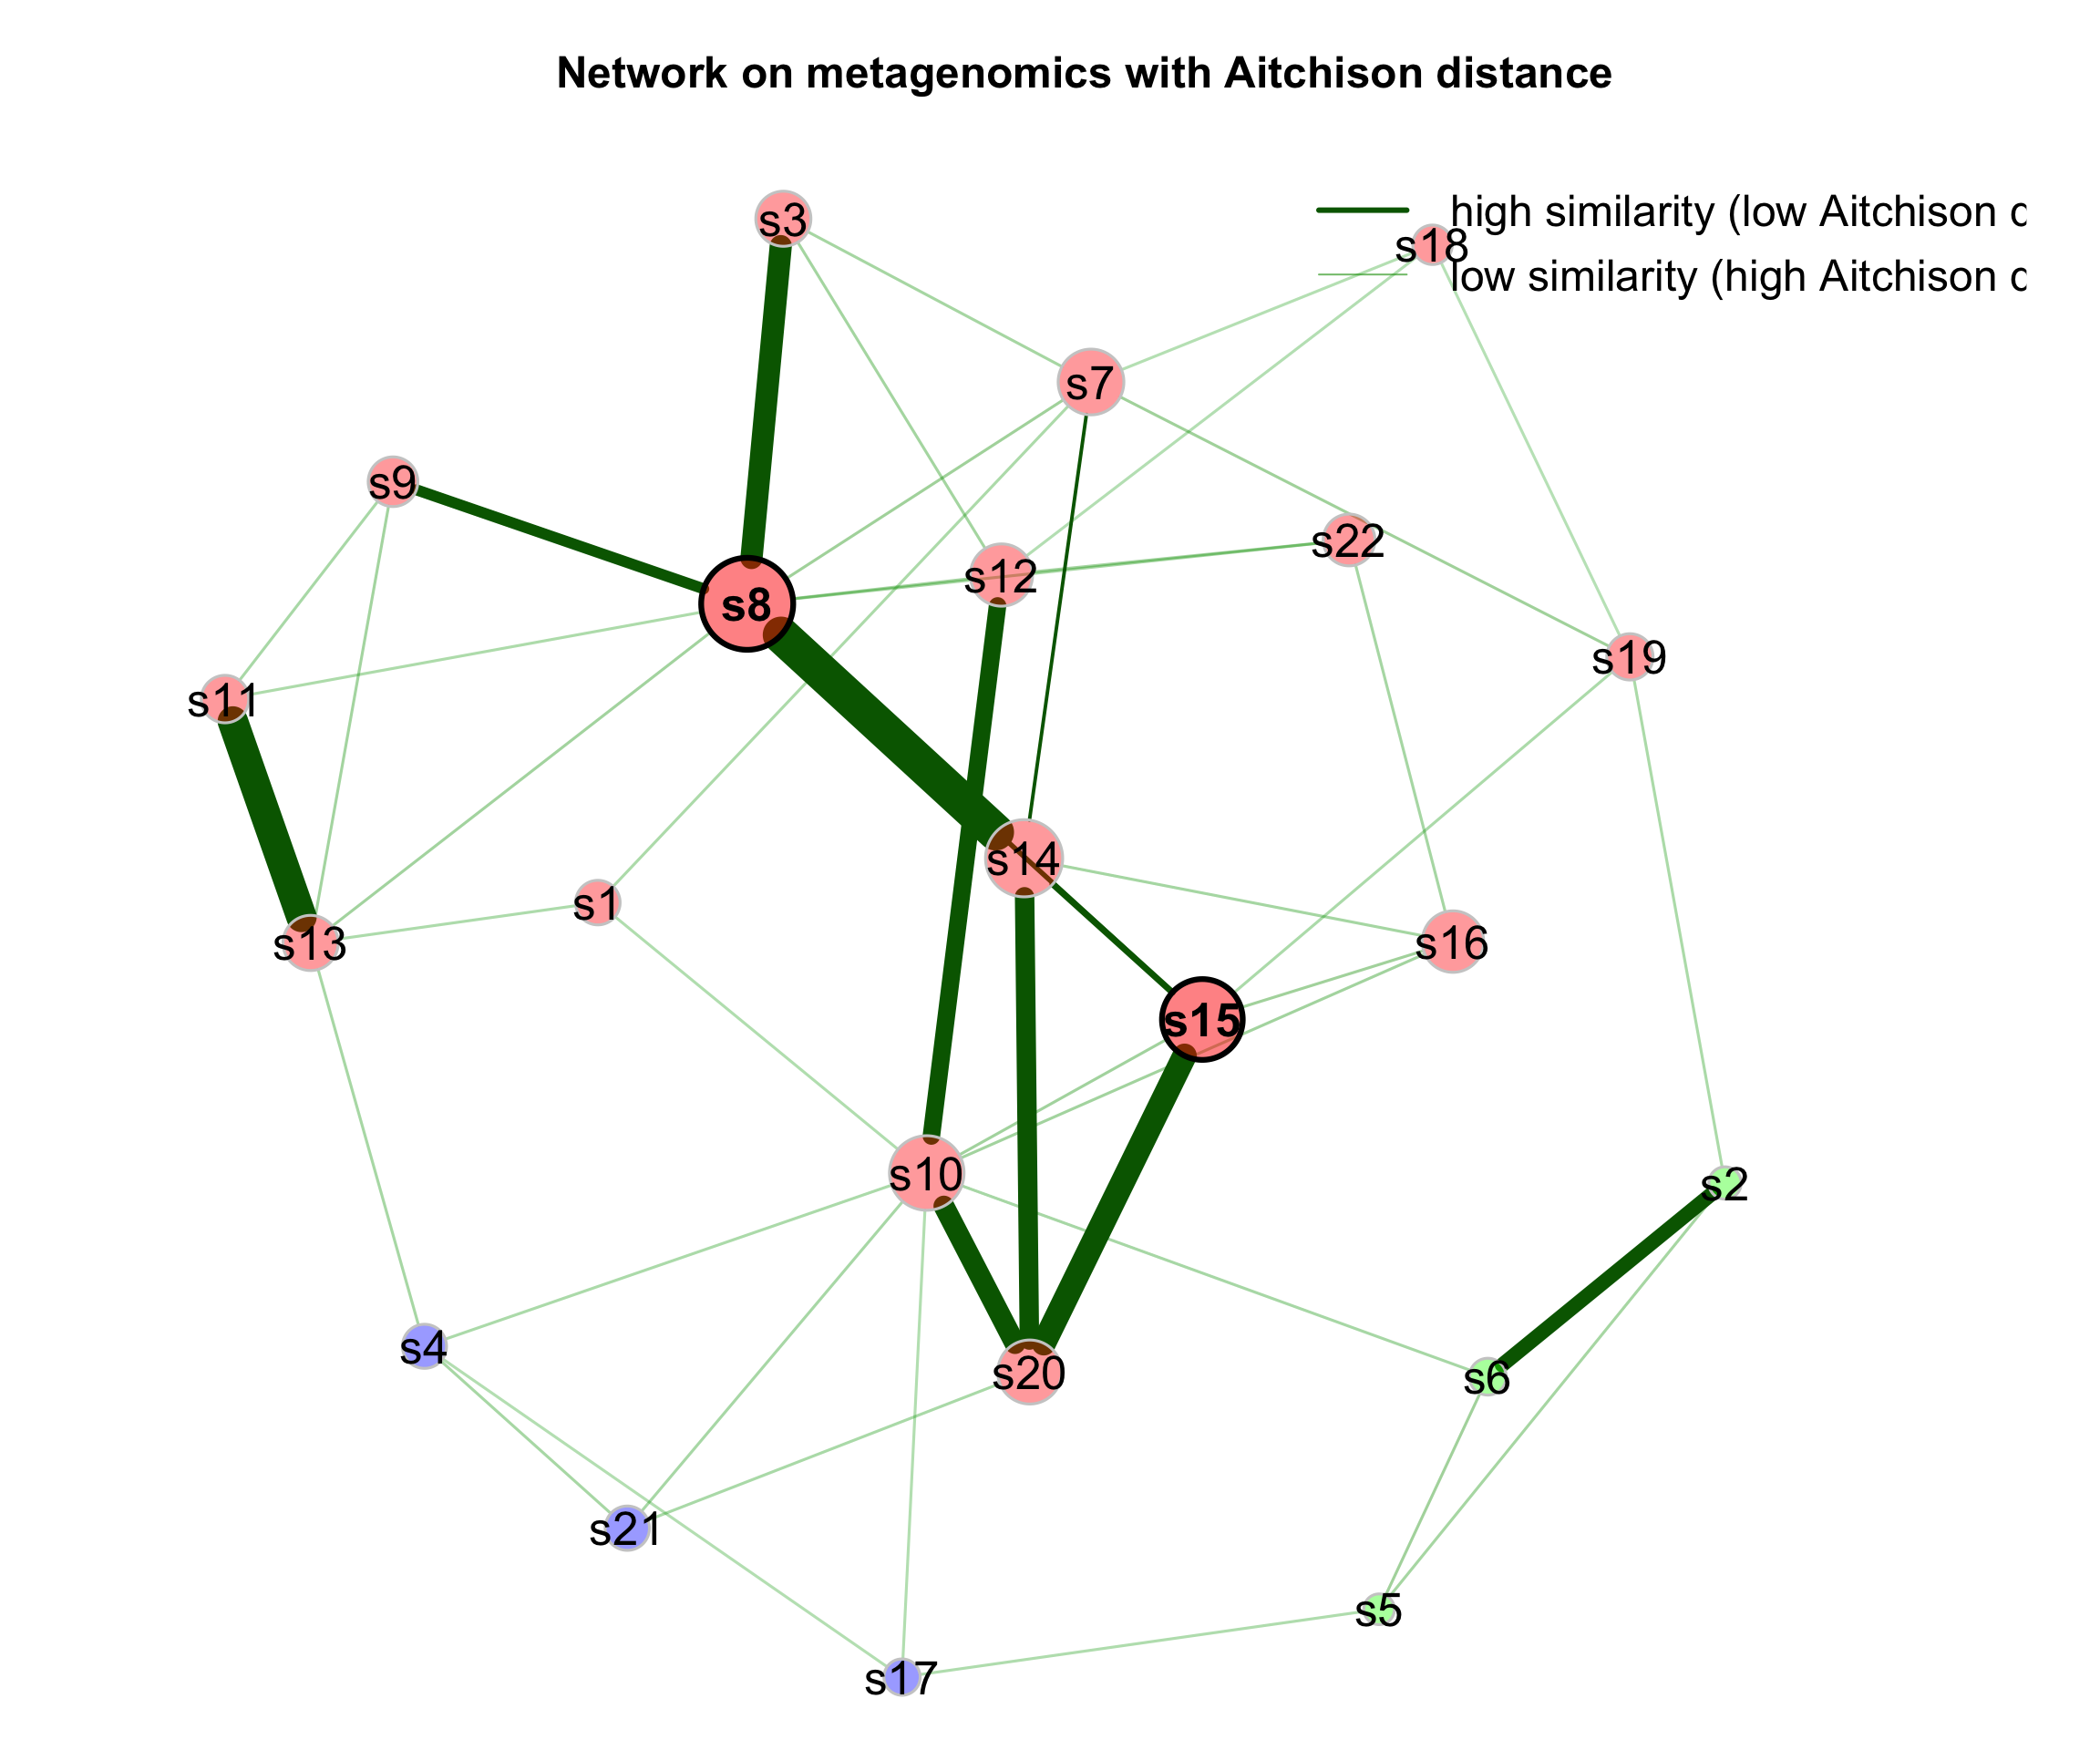 Network on metagenomics with Aitchison distance
s3
high similarity (low Aitchison
s18
low similarity (high Aitchison
s7
s9
s22
s12
s8
s19
s11
s14
s1
s13
s16
s15
s10
s2
s4
s20
s6
s21
s5
s17